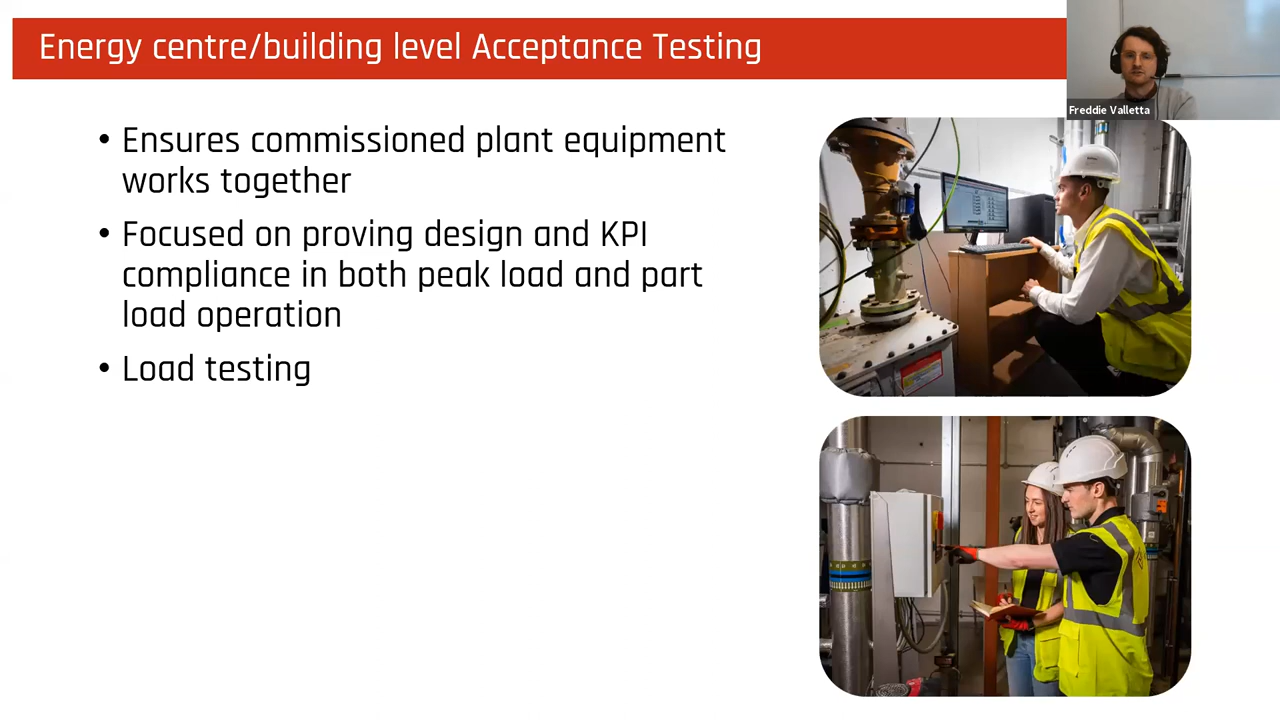 Energy centre/building level Acceptance Testing
Freddie Valletta
• Ensures commissioned plant equipment
works together
• Focused on proving design and KPI
compliance in both peak load and part
load operation
• Load testing